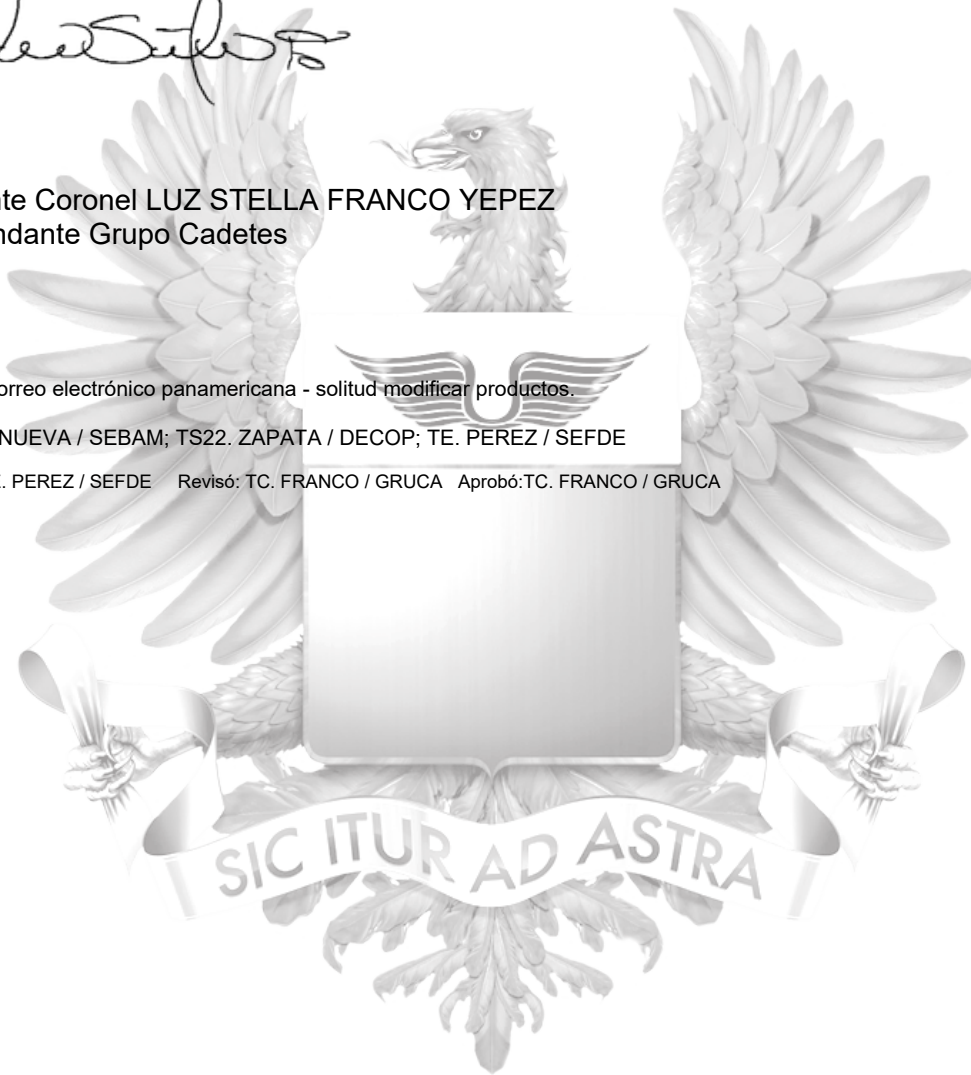 te Coronel LUZ STELLA FRANCO YEPEZ
ndante Grupo Cadetes
orreo electrónico panamericana - solitud modificar productos.
NUEVA / SEBAM; TS22. ZAPATA / DECOP; TE. PEREZ / SEFDE
. PEREZ / SEFDE Revisó: TC. FRANCO / GRUCA Aprobó:TC. FRANCO / GRUCA
SIC ITUR AD ASTRA